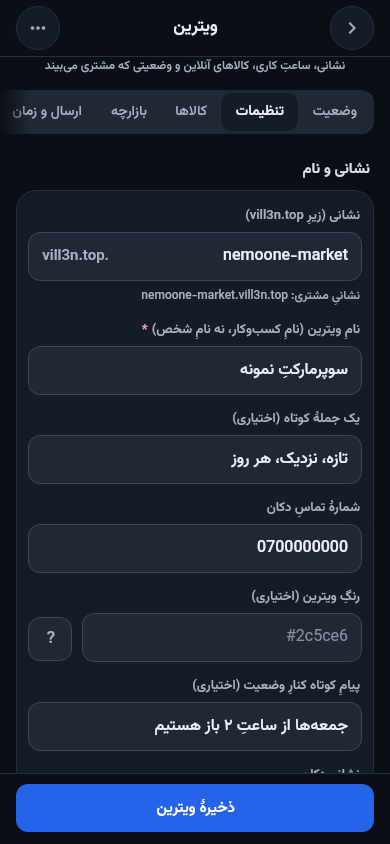 ویترین
نشانی، ساعتِ کاری، کالاهای آنلاین و وضعیتی که مشتری می‌بیند
وضعیت
تنظیمات
کالاها
بازارچه
ارسال و زمان
نشانی و نام
نشانی (زیرِ vill3n.top)
nemoone-market
.vill3n.top
نشانیِ مشتری: nemoone-market.vill3n.top
نامِ ویترین (نامِ کسب‌وکار، نه نامِ شخص) *
سوپرمارکتِ نمونه
یک جملهٔ کوتاه (اختیاری)
تازه، نزدیک، هر روز
شمارهٔ تماسِ دکان
0700000000
رنگِ ویترین (اختیاری)
#2c5ce6
?
پیامِ کوتاه کنارِ وضعیت (اختیاری)
جمعه‌ها از ساعتِ ۲ باز هستیم
ذخیرهٔ ویترین